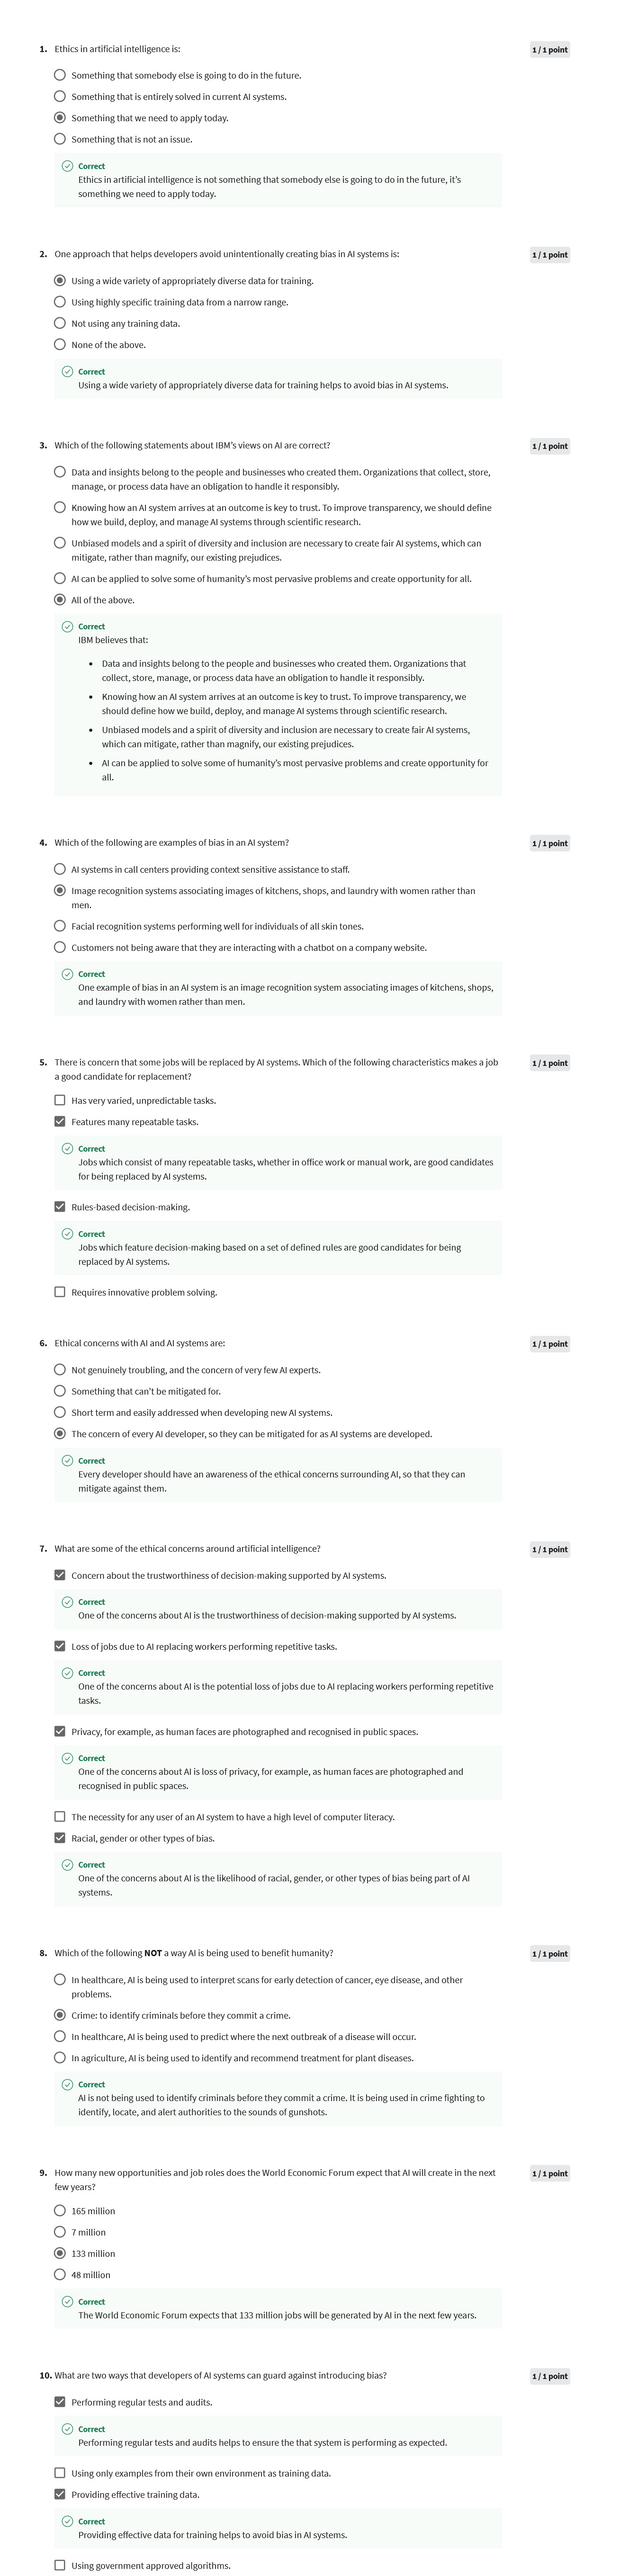 1. Ethics in artificial intelligence is:
1 / 1 point
Something that somebody else is going to do in the future.
Something that is entirely solved in current AI systems.
Something that we need to apply today.
Something that is not an issue.
Correct
Ethics in artificial intelligence is not something that somebody else is going to do in the future, it's
something we need to apply today.
2. One approach that helps developers avoid unintentionally creating bias in AI systems is:
1 / 1 point
Using a wide variety of appropriately diverse data for training.
Using highly specific training data from a narrow range.
Not using any training data.
None of the above.
Correct
Using a wide variety of appropriately diverse data for training helps to avoid bias in AI systems.
3. Which of the following statements about IBM's views on AI are correct?
1 / 1 point
Data and insights belong to the people and businesses who created them. Organizations that collect, store,
manage, or process data have an obligation to handle it responsibly.
Knowing how an AI system arrives at an outcome is key to trust. To improve transparency, we should define
how we build, deploy, and manage AI systems through scientific research.
Unbiased models and a spirit of diversity and inclusion are necessary to create fair AI systems, which can
mitigate, rather than magnify, our existing prejudices.
AI can be applied to solve some of humanity's most pervasive problems and create opportunity for all.
All of the above.
Correct
IBM believes that:
• Data and insights belong to the people and businesses who created them. Organizations that
collect, store, manage, or process data have an obligation to handle it responsibly.
• Knowing how an AI system arrives at an outcome is key to trust. To improve transparency, we
should define how we build, deploy, and manage AI systems through scientific research.
• Unbiased models and a spirit of diversity and inclusion are necessary to create fair AI systems,
which can mitigate, rather than magnify, our existing prejudices.
• AI can be applied to solve some of humanity's most pervasive problems and create opportunity for
all.
4. Which of the following are examples of bias in an AI system?
1 / 1 point
AI systems in call centers providing context sensitive assistance to staff.
Image recognition systems associating images of kitchens, shops, and laundry with women rather than
men.
Facial recognition systems performing well for individuals of all skin tones.
Customers not being aware that they are interacting with a chatbot on a company website.
Correct
One example of bias in an AI system is an image recognition system associating images of kitchens, shops,
and laundry with women rather than men.
5. There is concern that some jobs will be replaced by AI systems. Which of the following characteristics makes a job
a good candidate for replacement?
1 / 1 point
Has very varied, unpredictable tasks.
Features many repeatable tasks.
Correct
Jobs which consist of many repeatable tasks, whether in office work or manual work, are good candidates
for being replaced by AI systems.
Rules-based decision-making.
Correct
Jobs which feature decision-making based on a set of defined rules are good candidates for being
replaced by AI systems.
Requires innovative problem solving.
6. Ethical concerns with AI and AI systems are:
1 / 1 point
Not genuinely troubling, and the concern of very few AI experts.
Something that can't be mitigated for.
Short term and easily addressed when developing new AI systems.
The concern of every AI developer, so they can be mitigated for as AI systems are developed.
Correct
Every developer should have an awareness of the ethical concerns surrounding AI, so that they can
mitigate against them.
7. What are some of the ethical concerns around artificial intelligence?
1 / 1 point
Concern about the trustworthiness of decision-making supported by AI systems.
Correct
One of the concerns about AI is the trustworthiness of decision-making supported by AI systems.
Loss of jobs due to AI replacing workers performing repetitive tasks.
Correct
One of the concerns about AI is the potential loss of jobs due to AI replacing workers performing repetitive
tasks.
Privacy, for example, as human faces are photographed and recognised in public spaces.
Correct
One of the concerns about AI is loss of privacy, for example, as human faces are photographed and
recognised in public spaces.
The necessity for any user of an AI system to have a high level of computer literacy.
Racial, gender or other types of bias.
Correct
One of the concerns about AI is the likelihood of racial, gender, or other types of bias being part of AI
systems.
8. Which of the following NOT a way AI is being used to benefit humanity?
1 / 1 point
In healthcare, AI is being used to interpret scans for early detection of cancer, eye disease, and other
problems.
Crime: to identify criminals before they commit a crime.
In healthcare, AI is being used to predict where the next outbreak of a disease will occur.
In agriculture, AI is being used to identify and recommend treatment for plant diseases.
Correct
AI is not being used to identify criminals before they commit a crime. It is being used in crime fighting to
identify, locate, and alert authorities to the sounds of gunshots.
9. How many new opportunities and job roles does the World Economic Forum expect that AI will create in the next
few years?
1 / 1 point
165 million
7 million
133 million
48 million
Correct
The World Economic Forum expects that 133 million jobs will be generated by AI in the next few years.
10. What are two ways that developers of AI systems can guard against introducing bias?
1 / 1 point
Performing regular tests and audits.
Correct
Performing regular tests and audits helps to ensure the that system is performing as expected.
Using only examples from their own environment as training data.
Providing effective training data.
Correct
Providing effective data for training helps to avoid bias in AI systems.
Using government approved algorithms.